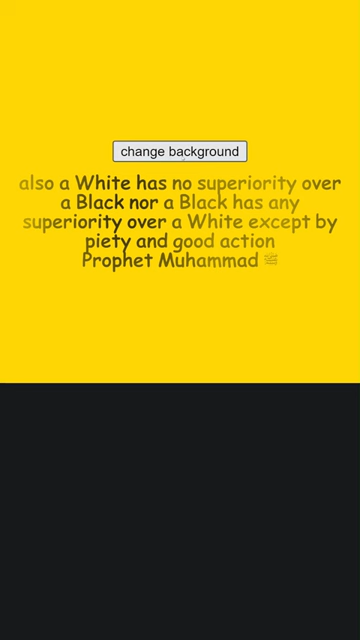 change background
also a White has no superiority over
a Black nor a Black has any
superiority over a White except by
piety and good action
Prophet Muhammad ﷺ